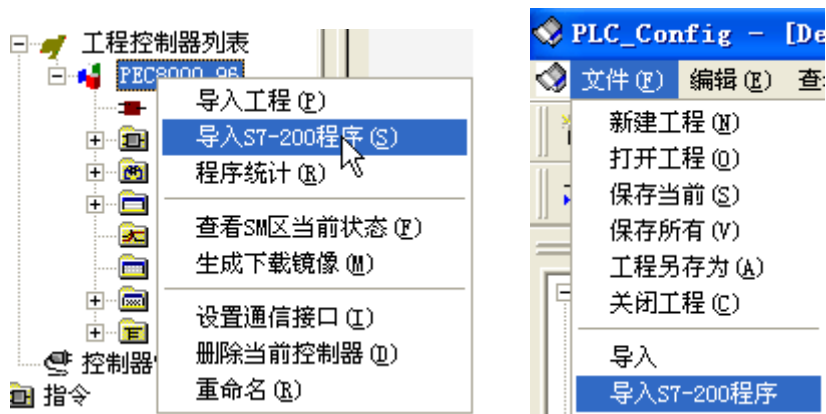 工程控制器列表
PEC8000_96
导入工程(P)
导入S7-200程序(S)
程序统计(R)
查看SM区当前状态(F)
生成下载镜像(M)
设置通信接口(I)
删除当前控制器(D)
重命名(R)
控制器
指令
PLC_Config - [De
文件(F) 编辑(E) 查
新建工程(N)
打开工程(O)
保存当前(S)
保存所有(V)
工程另存为(A)
关闭工程(C)
导入
导入S7-200程序